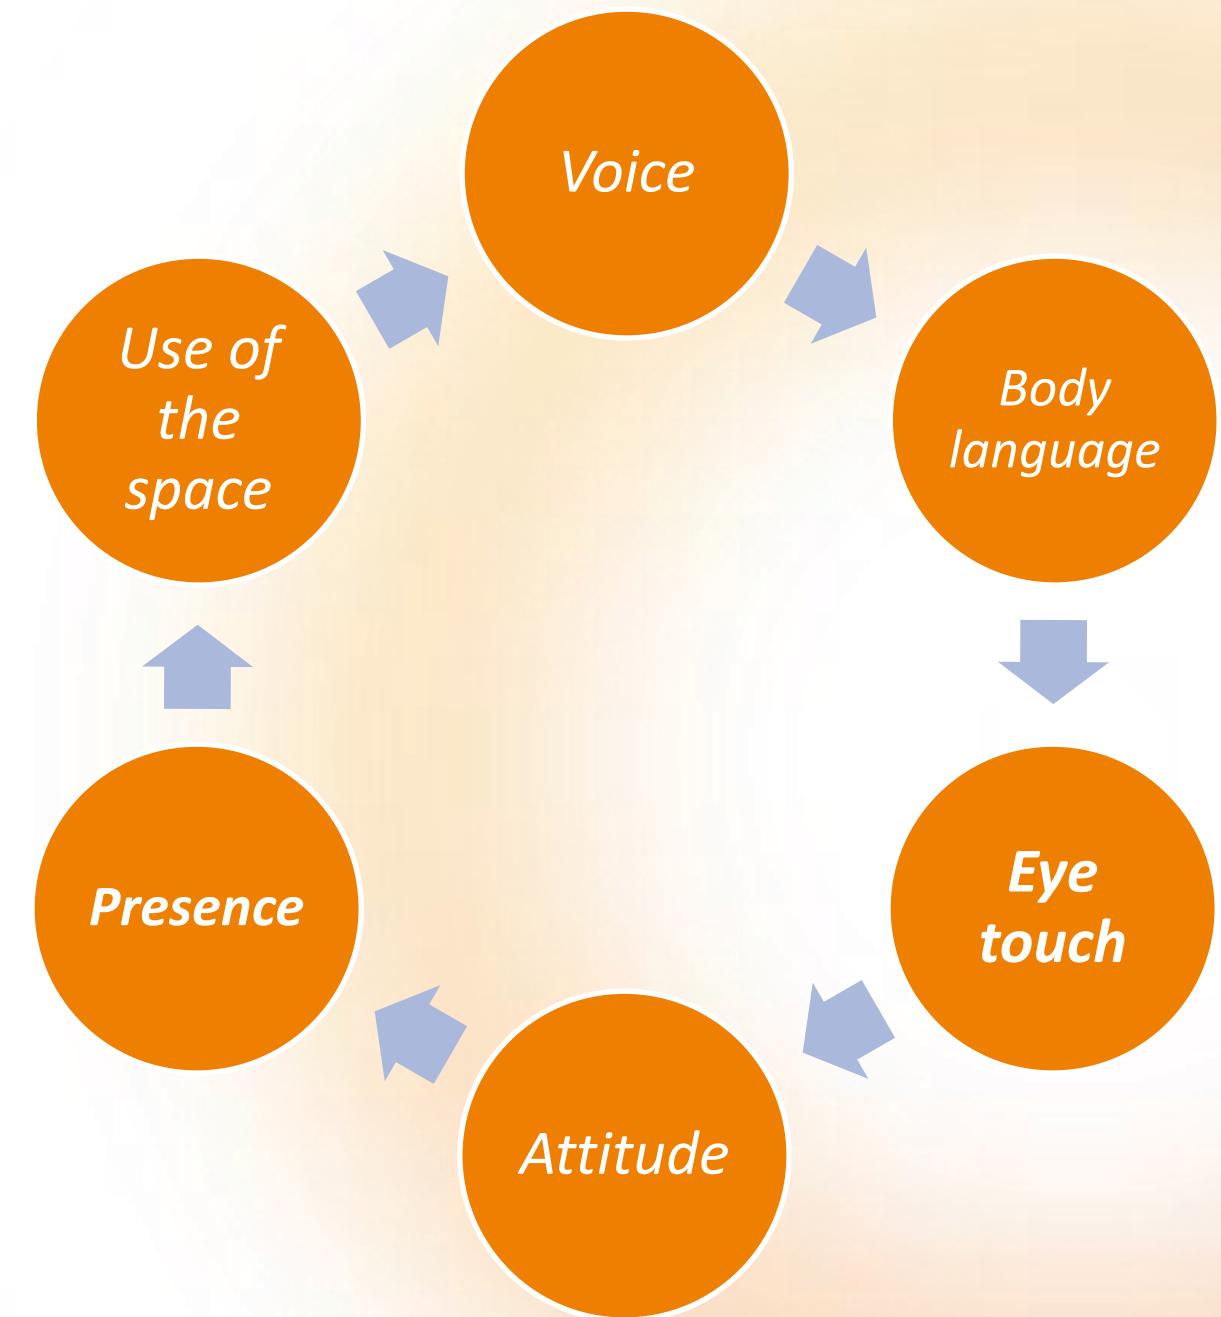 Voice
Body
language
Eye
touch
Attitude
Presence
Use of
the
space